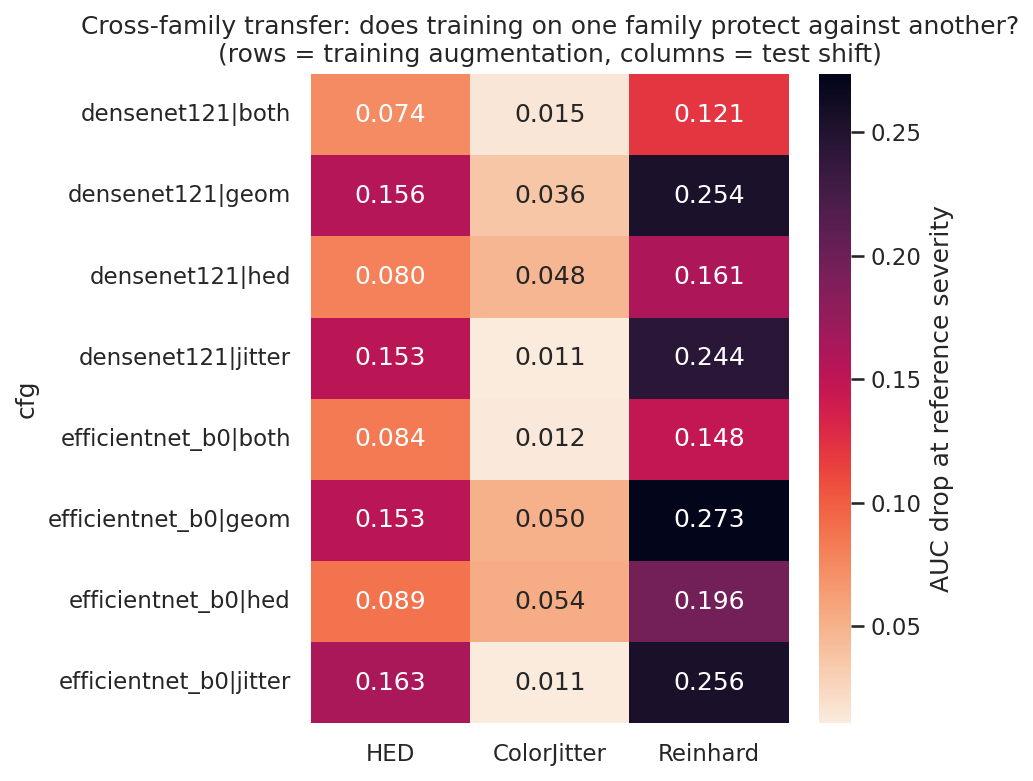 Cross-family transfer: does training on one family protect against another?
(rows = training augmentation, columns = test shift)
cfg
densenet121|both 0.074 0.015 0.121
densenet121|geom 0.156 0.036 0.254
densenet121|hed 0.080 0.048 0.161
densenet121|jitter 0.153 0.011 0.244
efficientnet_b0|both 0.084 0.012 0.148
efficientnet_b0|geom 0.153 0.050 0.273
efficientnet_b0|hed 0.089 0.054 0.196
efficientnet_b0|jitter 0.163 0.011 0.256
HED ColorJitter Reinhard
0.25
0.20
0.15
0.10
0.05
AUC drop at reference severity